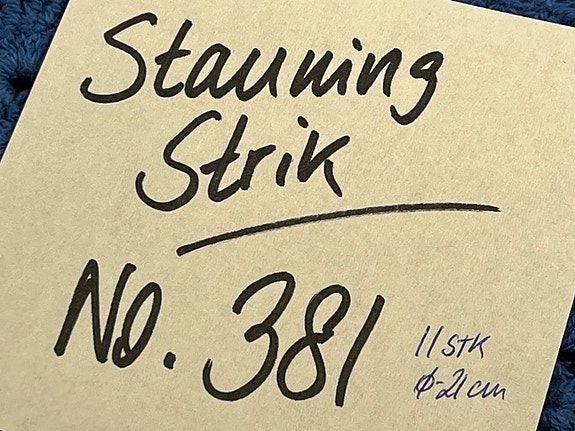 Stauning
Strik
No. 381
11 stk
ø-21 cm